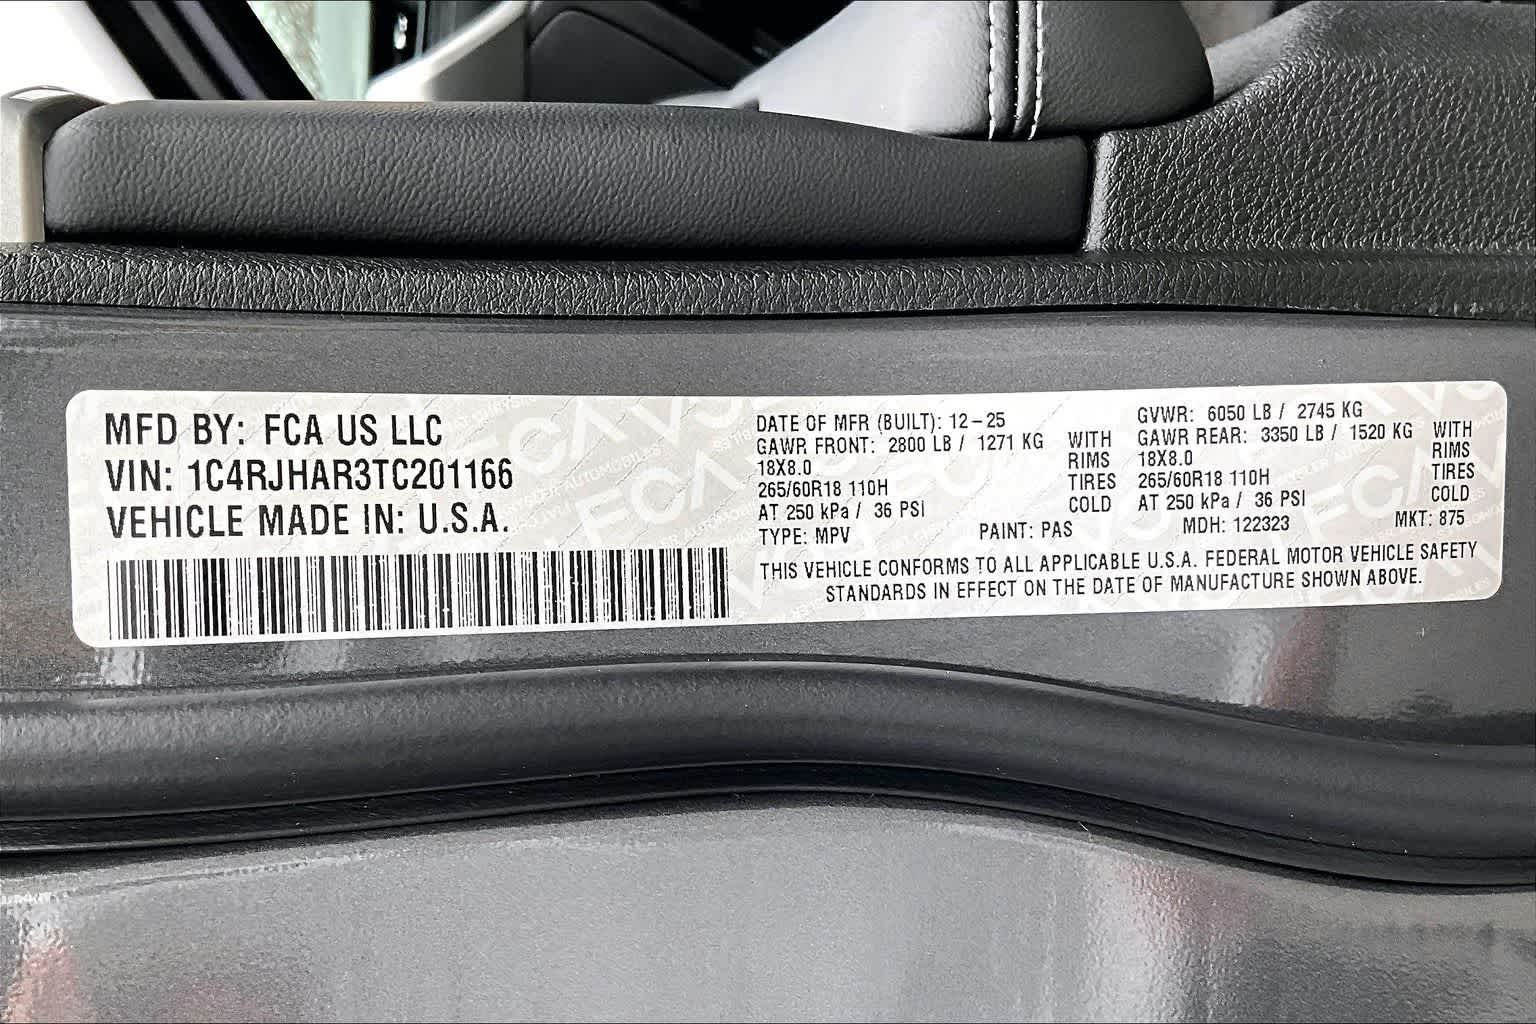 MFD BY: FCA US LLC
VIN: 1C4RJHAR3TC201166
VEHICLE MADE IN: U.S.A.
DATE OF MFR (BUILT): 12-25
GAWR FRONT: 2800 LB / 1271 KG WITH
18X8.0 RIMS
265/60R18 110H TIRES
AT 250 kPa / 36 PSI COLD
TYPE: MPV PAINT: PAS
GVWR: 6050 LB / 2745 KG
GAWR REAR: 3350 LB / 1520 KG WITH
18X8.0 RIMS
265/60R18 110H TIRES
AT 250 kPa / 36 PSI COLD
MDH: 122323 MKT: 875
THIS VEHICLE CONFORMS TO ALL APPLICABLE U.S.A. FEDERAL MOTOR VEHICLE SAFETY
STANDARDS IN EFFECT ON THE DATE OF MANUFACTURE SHOWN ABOVE.